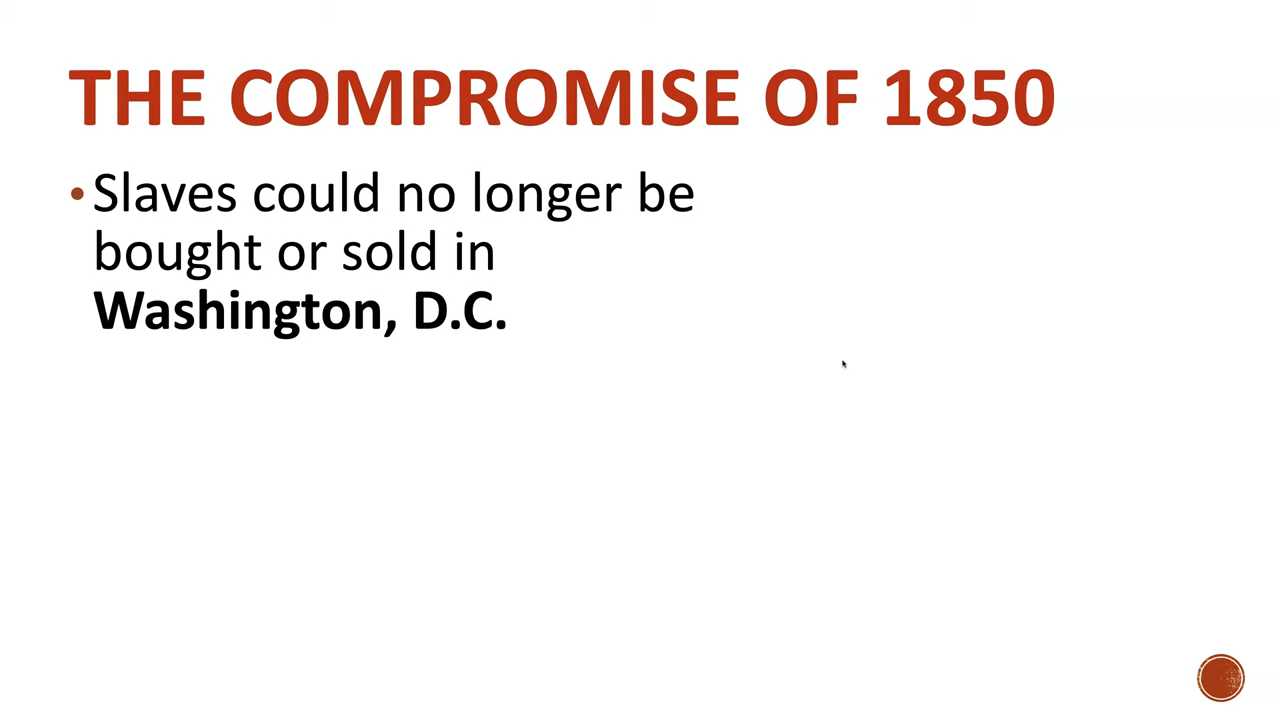 THE COMPROMISE OF 1850
•Slaves could no longer be
bought or sold in
Washington, D.C.